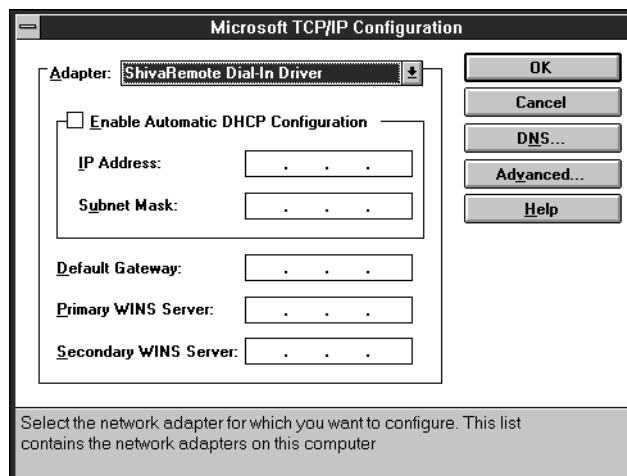 Microsoft TCP/IP Configuration
Adapter: ShivaRemote Dial-In Driver
Enable Automatic DHCP Configuration
IP Address: . . .
Subnet Mask: . . .
Default Gateway: . . .
Primary WINS Server: . . .
Secondary WINS Server: . . .
OK
Cancel
DNS...
Advanced...
Help
Select the network adapter for which you want to configure. This list
contains the network adapters on this computer